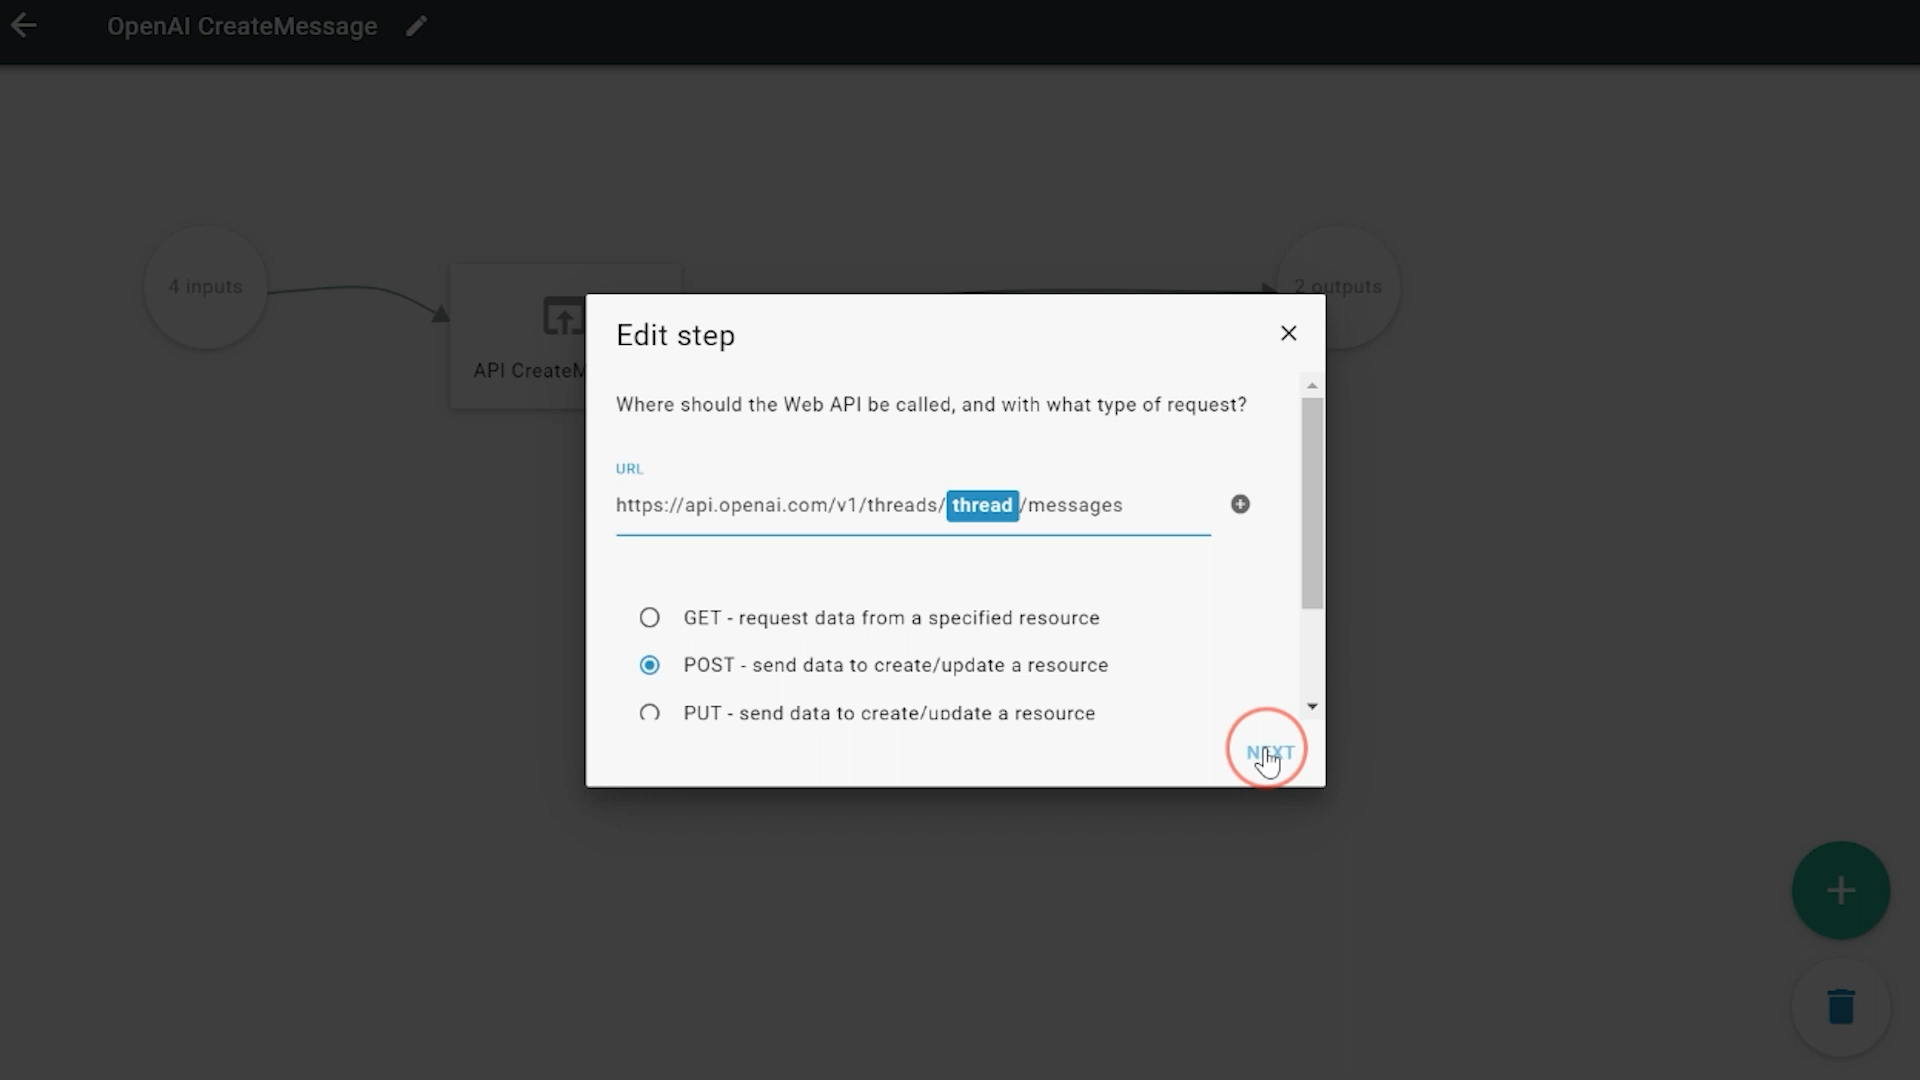 OpenAI CreateMessage
4 inputs
2 outputs
API CreateM
Edit step
Where should the Web API be called, and with what type of request?
URL
https://api.openai.com/v1/threads/thread/messages
GET - request data from a specified resource
POST - send data to create/update a resource
PUT - send data to create/update a resource
NEXT